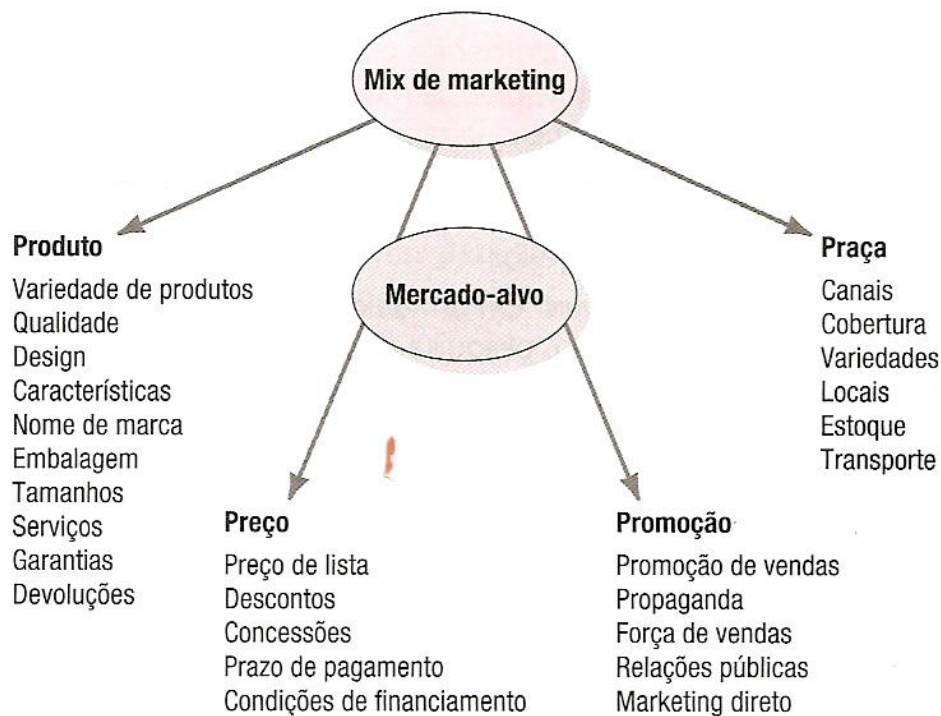 Mix de marketing
Mercado-alvo
Produto
Variedade de produtos
Qualidade
Design
Características
Nome de marca
Embalagem
Tamanhos
Serviços
Garantias
Devoluções
Preço
Preço de lista
Descontos
Concessões
Prazo de pagamento
Condições de financiamento
Promoção
Promoção de vendas
Propaganda
Força de vendas
Relações públicas
Marketing direto
Praça
Canais
Cobertura
Variedades
Locais
Estoque
Transporte